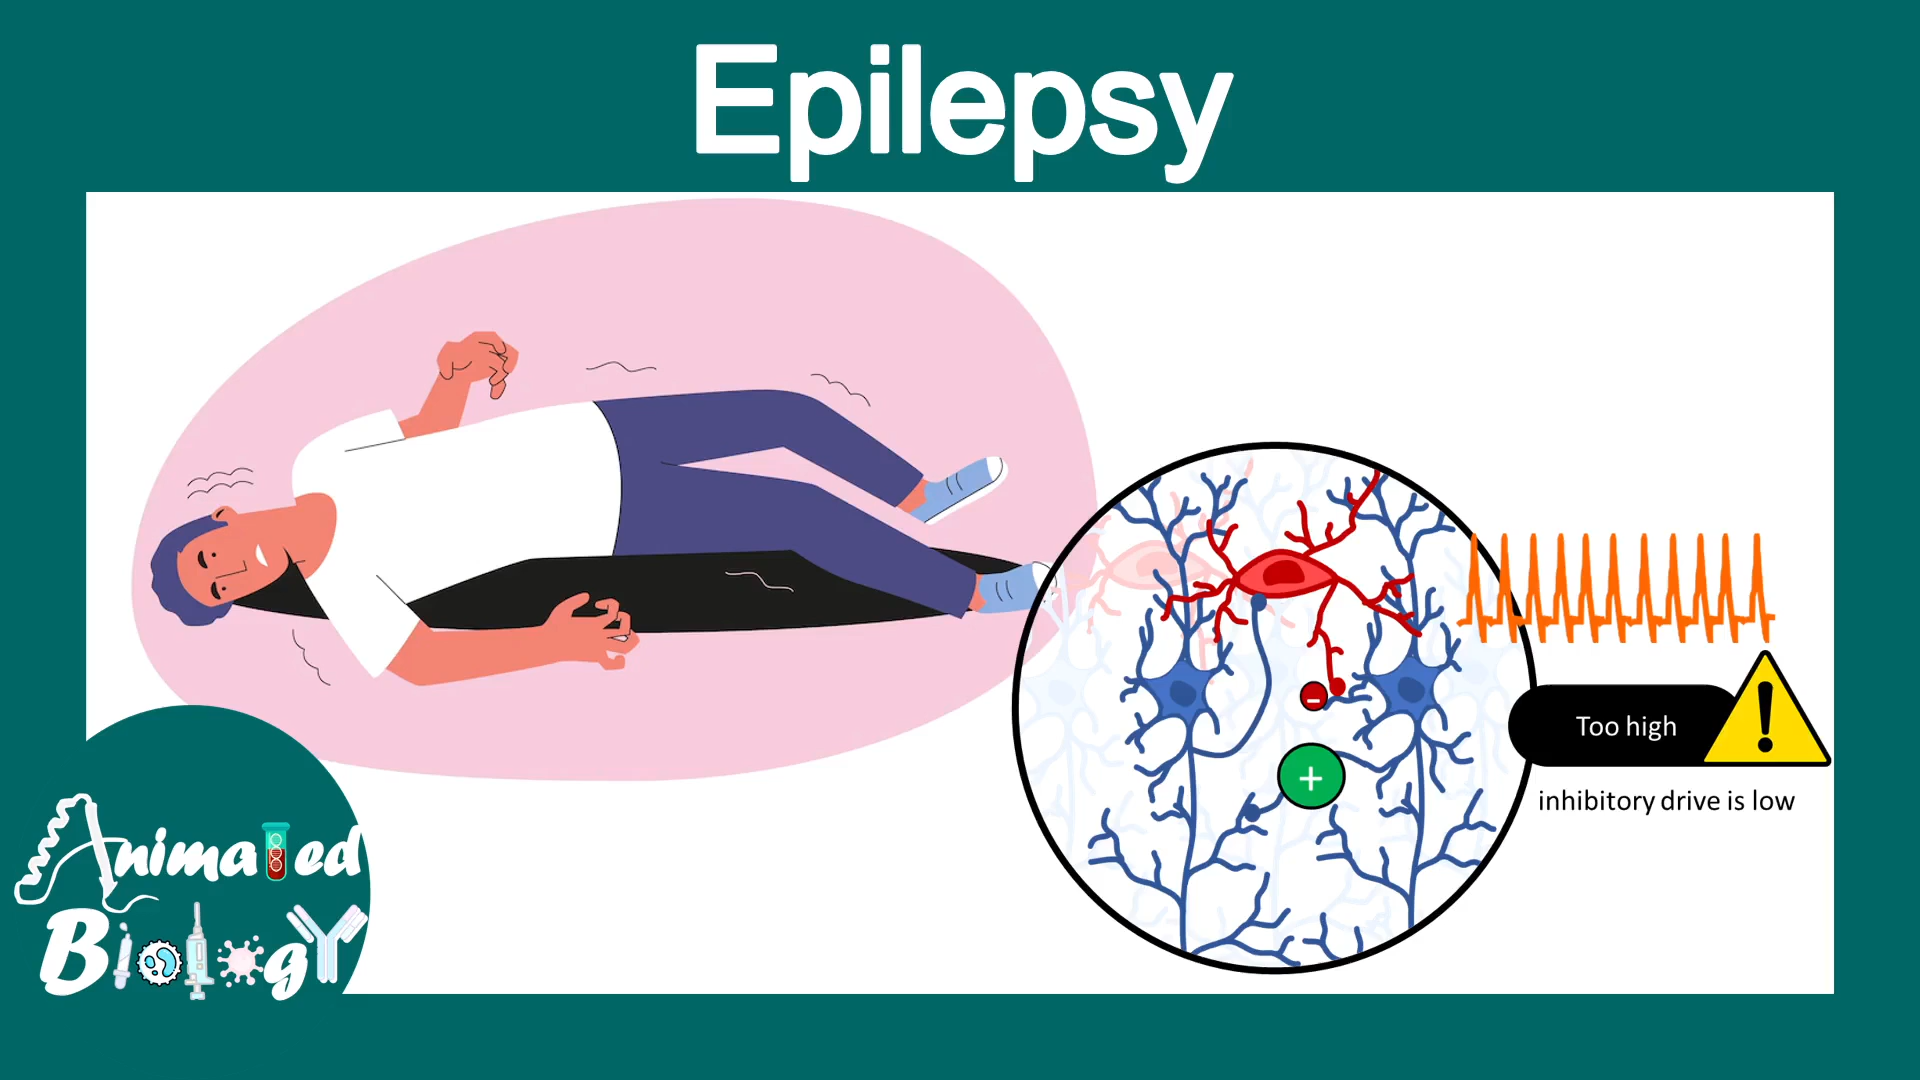 Epilepsy
Too high
inhibitory drive is low
Animated
Biology